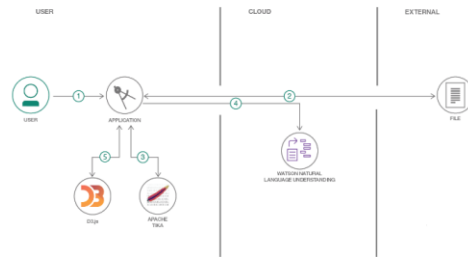 USER
CLOUD
EXTERNAL
1
2
4
USER
APPLICATION
FILE
5
3
WATSON NATURAL
LANGUAGE UNDERSTANDING
D3.js
APACHE
TIKA